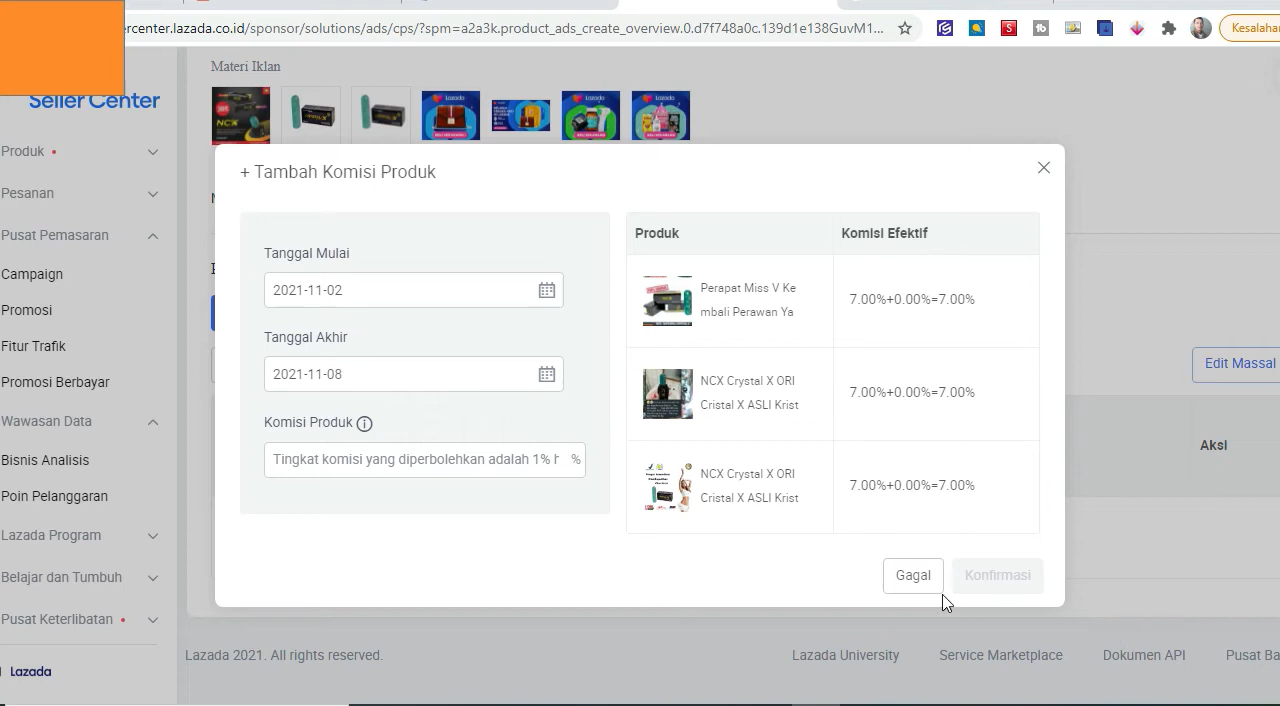 rcenter.lazada.co.id/sponsor/solutions/ads/cps/?spm=a2a3k.product_ads_create_overview.0.d7f748a0c.139d1e138GuvM1...
Kesalahan
Seller Center
Produk
Pesanan
Pusat Pemasaran
Campaign
Promosi
Fitur Trafik
Promosi Berbayar
Wawasan Data
Bisnis Analisis
Poin Pelanggaran
Lazada Program
Belajar dan Tumbuh
Pusat Keterlibatan
Lazada
Materi Iklan
+ Tambah Komisi Produk
Tanggal Mulai
2021-11-02
Tanggal Akhir
2021-11-08
Komisi Produk
Tingkat komisi yang diperbolehkan adalah 1% h %
Produk Komisi Efektif
Perapat Miss V Ke
mbali Perawan Ya
7.00%+0.00%=7.00%
NCX Crystal X ORI
Cristal X ASLI Krist
7.00%+0.00%=7.00%
NCX Crystal X ORI
Cristal X ASLI Krist
7.00%+0.00%=7.00%
Gagal Konfirmasi
Edit Massal
Aksi
Lazada 2021. All rights reserved.
Lazada University Service Marketplace Dokumen API Pusat Ba